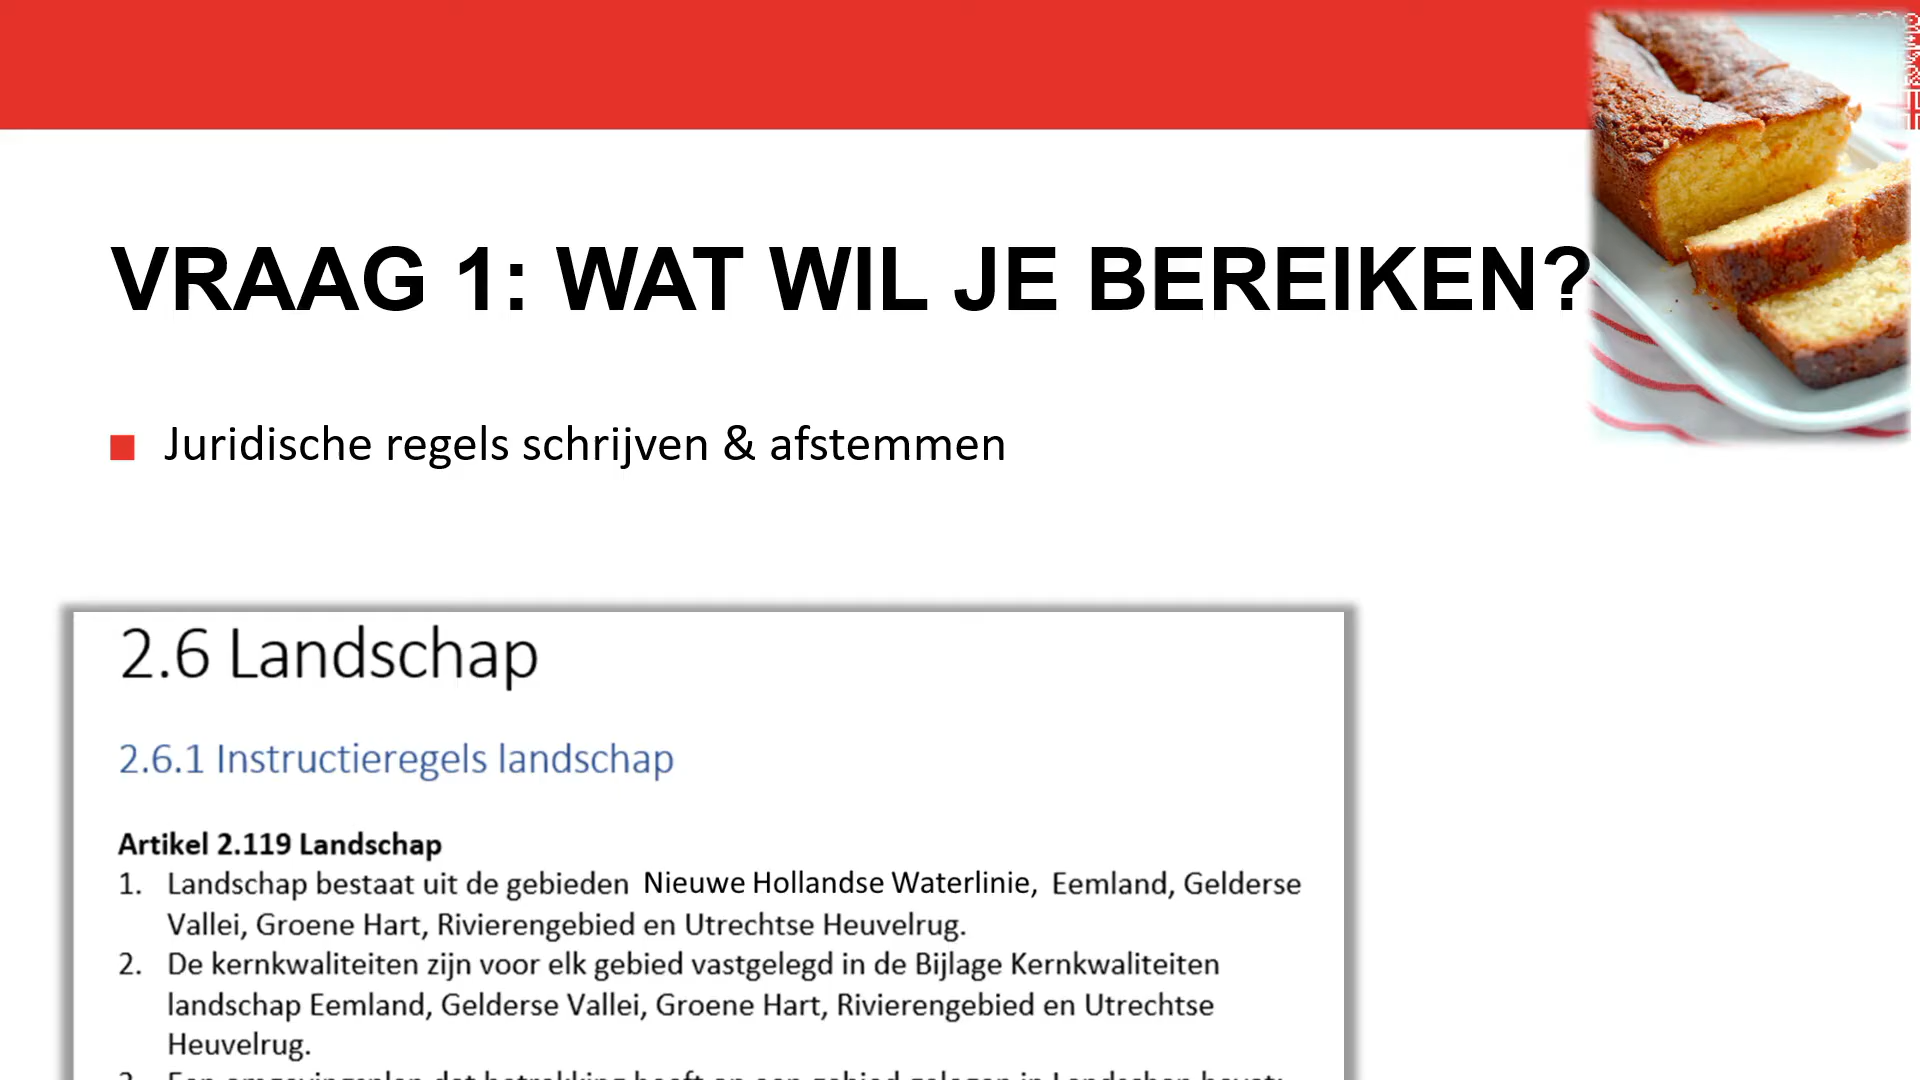 VRAAG 1: WAT WIL JE BEREIKEN?
Juridische regels schrijven & afstemmen
2.6 Landschap
2.6.1 Instructieregels landschap
Artikel 2.119 Landschap
1. Landschap bestaat uit de gebieden Nieuwe Hollandse Waterlinie, Eemland, Gelderse
Vallei, Groene Hart, Rivierengebied en Utrechtse Heuvelrug.
2. De kernkwaliteiten zijn voor elk gebied vastgelegd in de Bijlage Kernkwaliteiten
landschap Eemland, Gelderse Vallei, Groene Hart, Rivierengebied en Utrechtse
Heuvelrug.